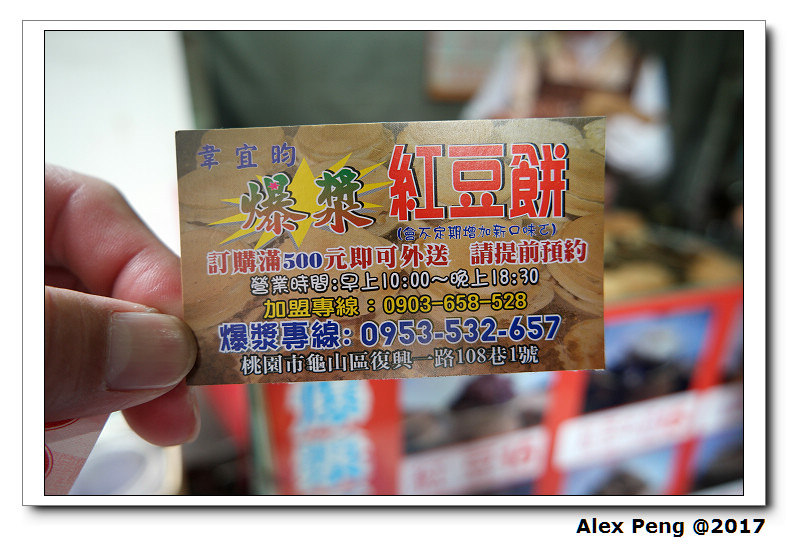 韋宜昀
爆漿 紅豆餅
(會不定期增加新口味ㄛ)
訂購滿500元即可外送 請提前預約
營業時間:早上10:00~晚上18:30
加盟專線:0903-658-528
爆漿專線:0953-532-657
桃園市龜山區復興一路108巷1號
爆漿
Alex Peng @2017